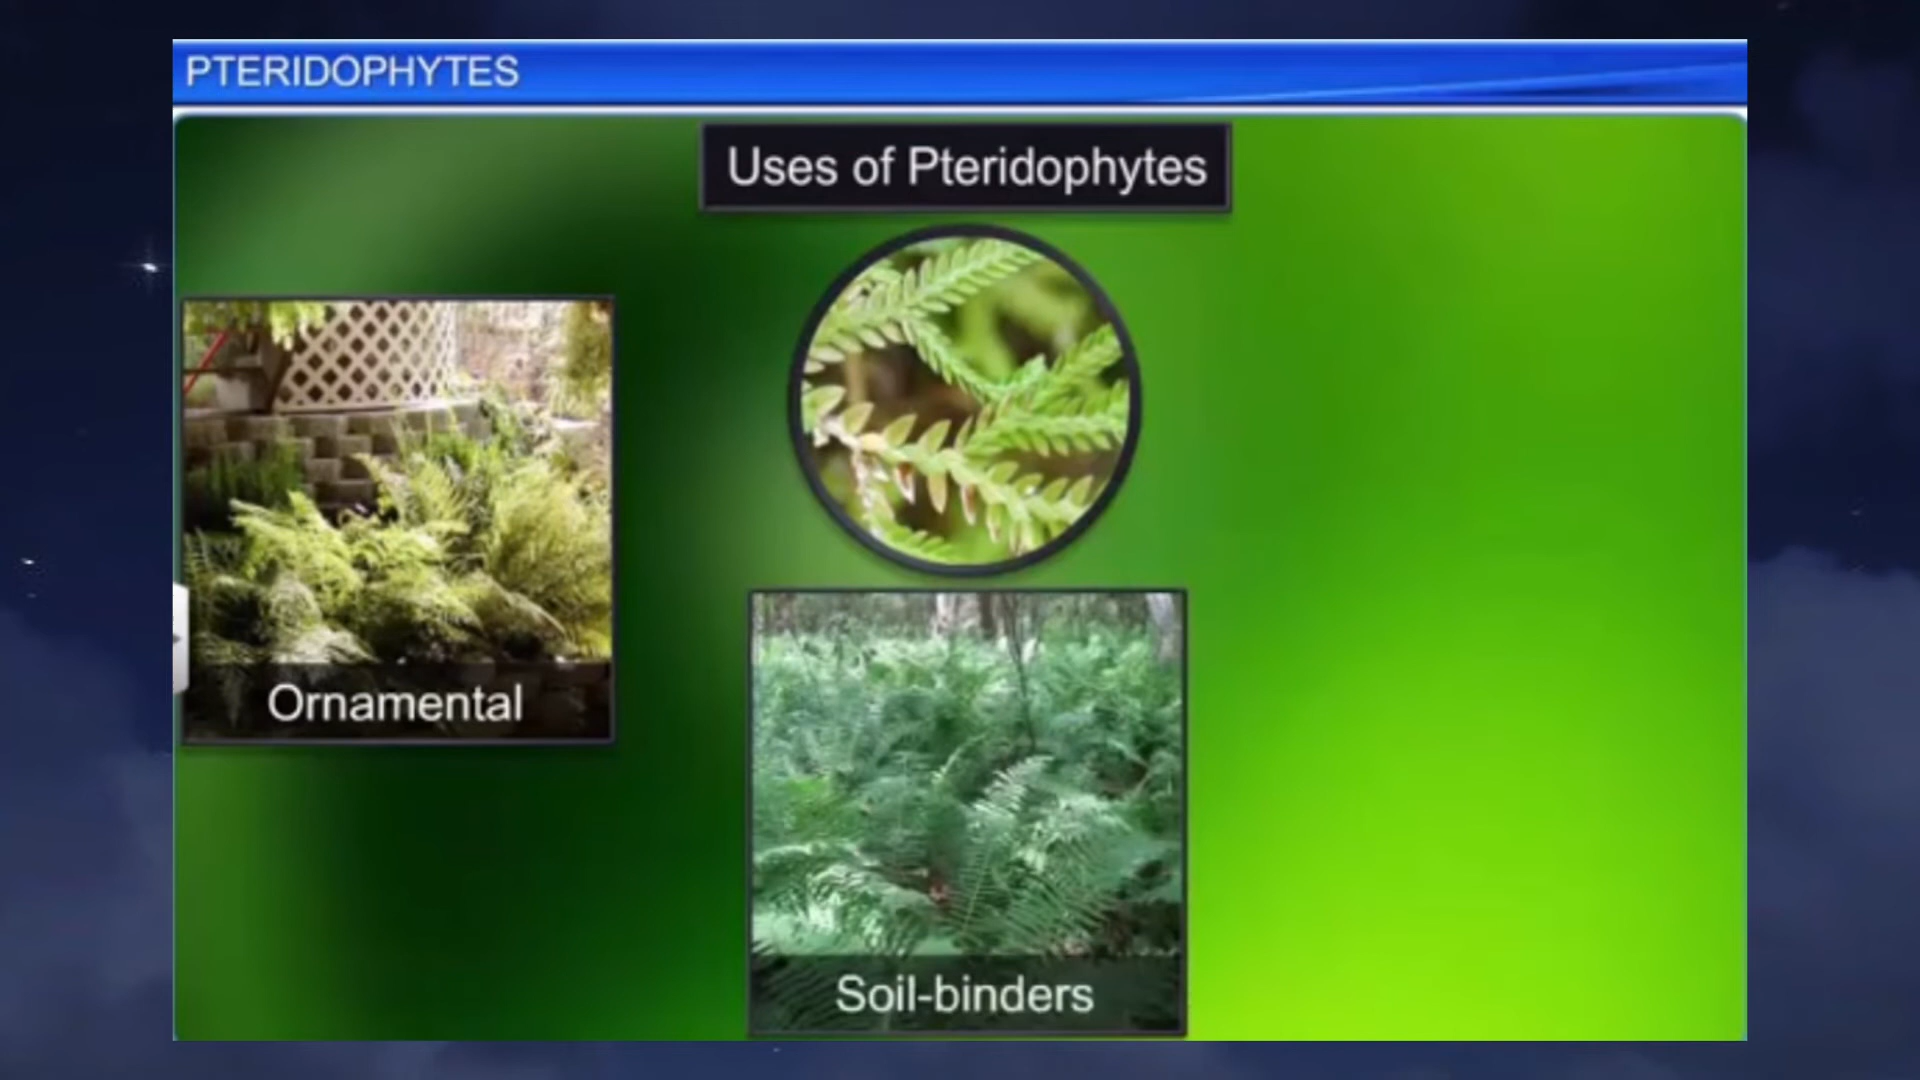 PTERIDOPHYTES
Uses of Pteridophytes
Ornamental
Soil-binders